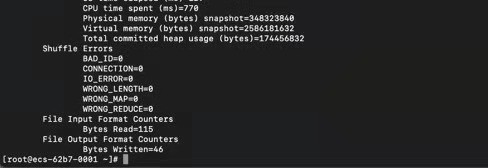 CPU time spent (ms)=770
Physical memory (bytes) snapshot=348323840
Virtual memory (bytes) snapshot=2586181632
Total committed heap usage (bytes)=174456832
Shuffle Errors
BAD_ID=0
CONNECTION=0
IO_ERROR=0
WRONG_LENGTH=0
WRONG_MAP=0
WRONG_REDUCE=0
File Input Format Counters
Bytes Read=115
File Output Format Counters
Bytes Written=46
[root@ecs-62b7-0001 ~]#